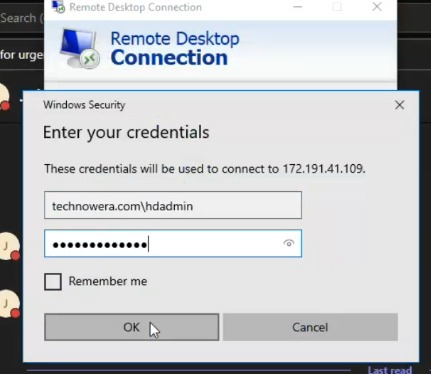 Remote Desktop Connection
Search (
Remote Desktop
Connection
for urge
Windows Security
Enter your credentials
These credentials will be used to connect to 172.191.41.109.
technowera.com\hdadmin
•••••••••••••
J
Remember me
J
OK
Cancel
Last read